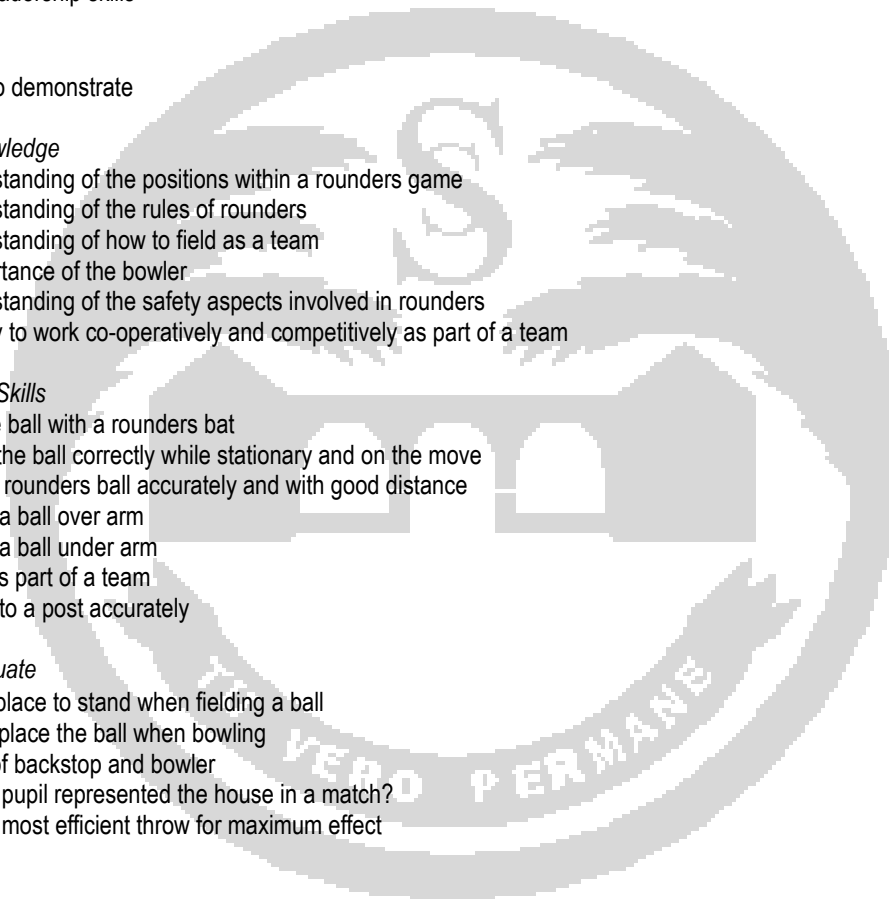 adership skills
o demonstrate
wledge
standing of the positions within a rounders game
standing of the rules of rounders
standing of how to field as a team
rtance of the bowler
standing of the safety aspects involved in rounders
y to work co-operatively and competitively as part of a team
Skills
e ball with a rounders bat
the ball correctly while stationary and on the move
rounders ball accurately and with good distance
a ball over arm
a ball under arm
s part of a team
to a post accurately
uate
place to stand when fielding a ball
place the ball when bowling
of backstop and bowler
pupil represented the house in a match?
most efficient throw for maximum effect
S
VERO PERMANE